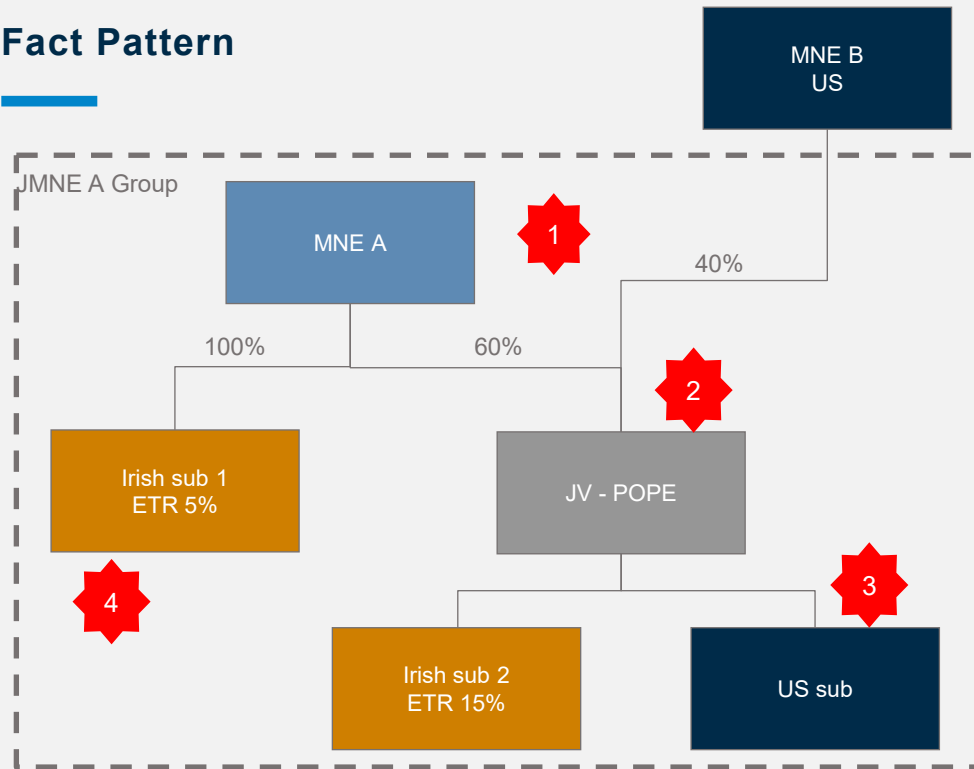 Fact Pattern
MNE B
US
JMNE A Group
MNE A
1
40%
100%
60%
2
Irish sub 1
ETR 5%
JV - POPE
4
3
Irish sub 2
ETR 15%
US sub